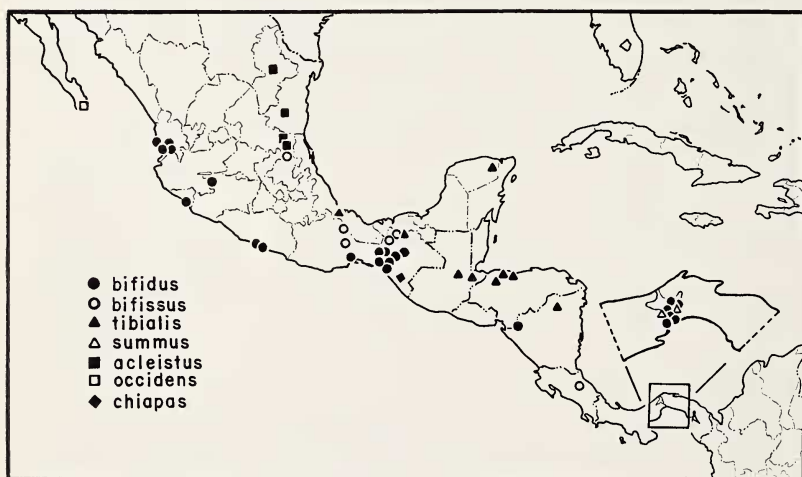 bifidus
bifissus
tibialis
summus
acleistus
occidens
chiapas